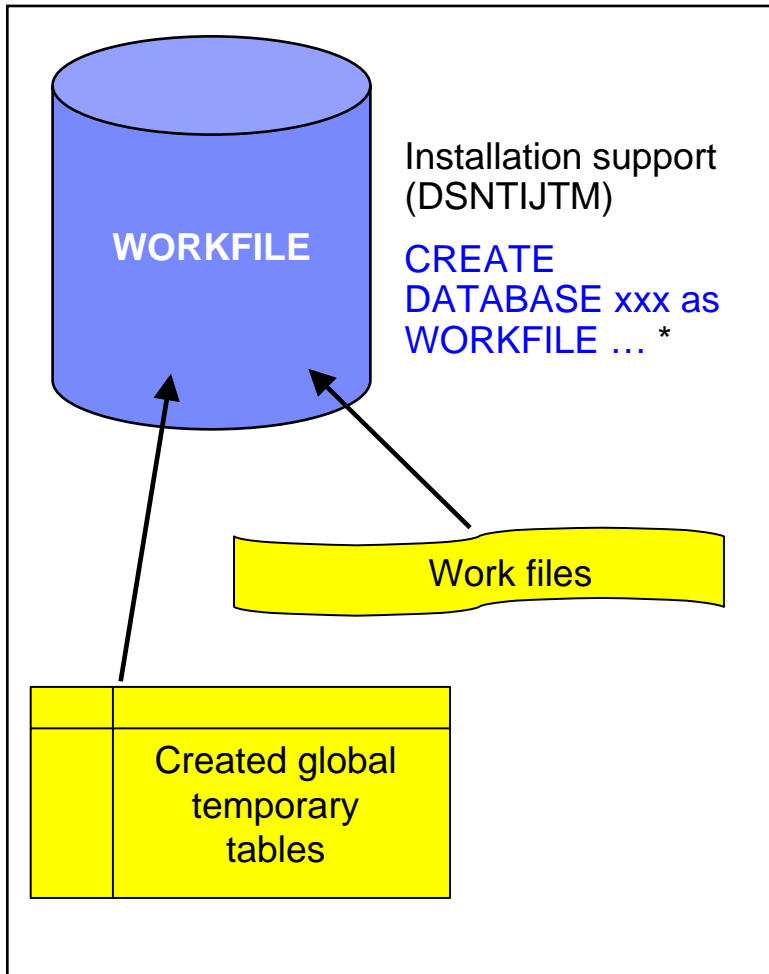 WORKFILE
Installation support
(DSNTIJTM)
CREATE
DATABASE xxx as
WORKFILE … *
Work files
Created global
temporary
tables